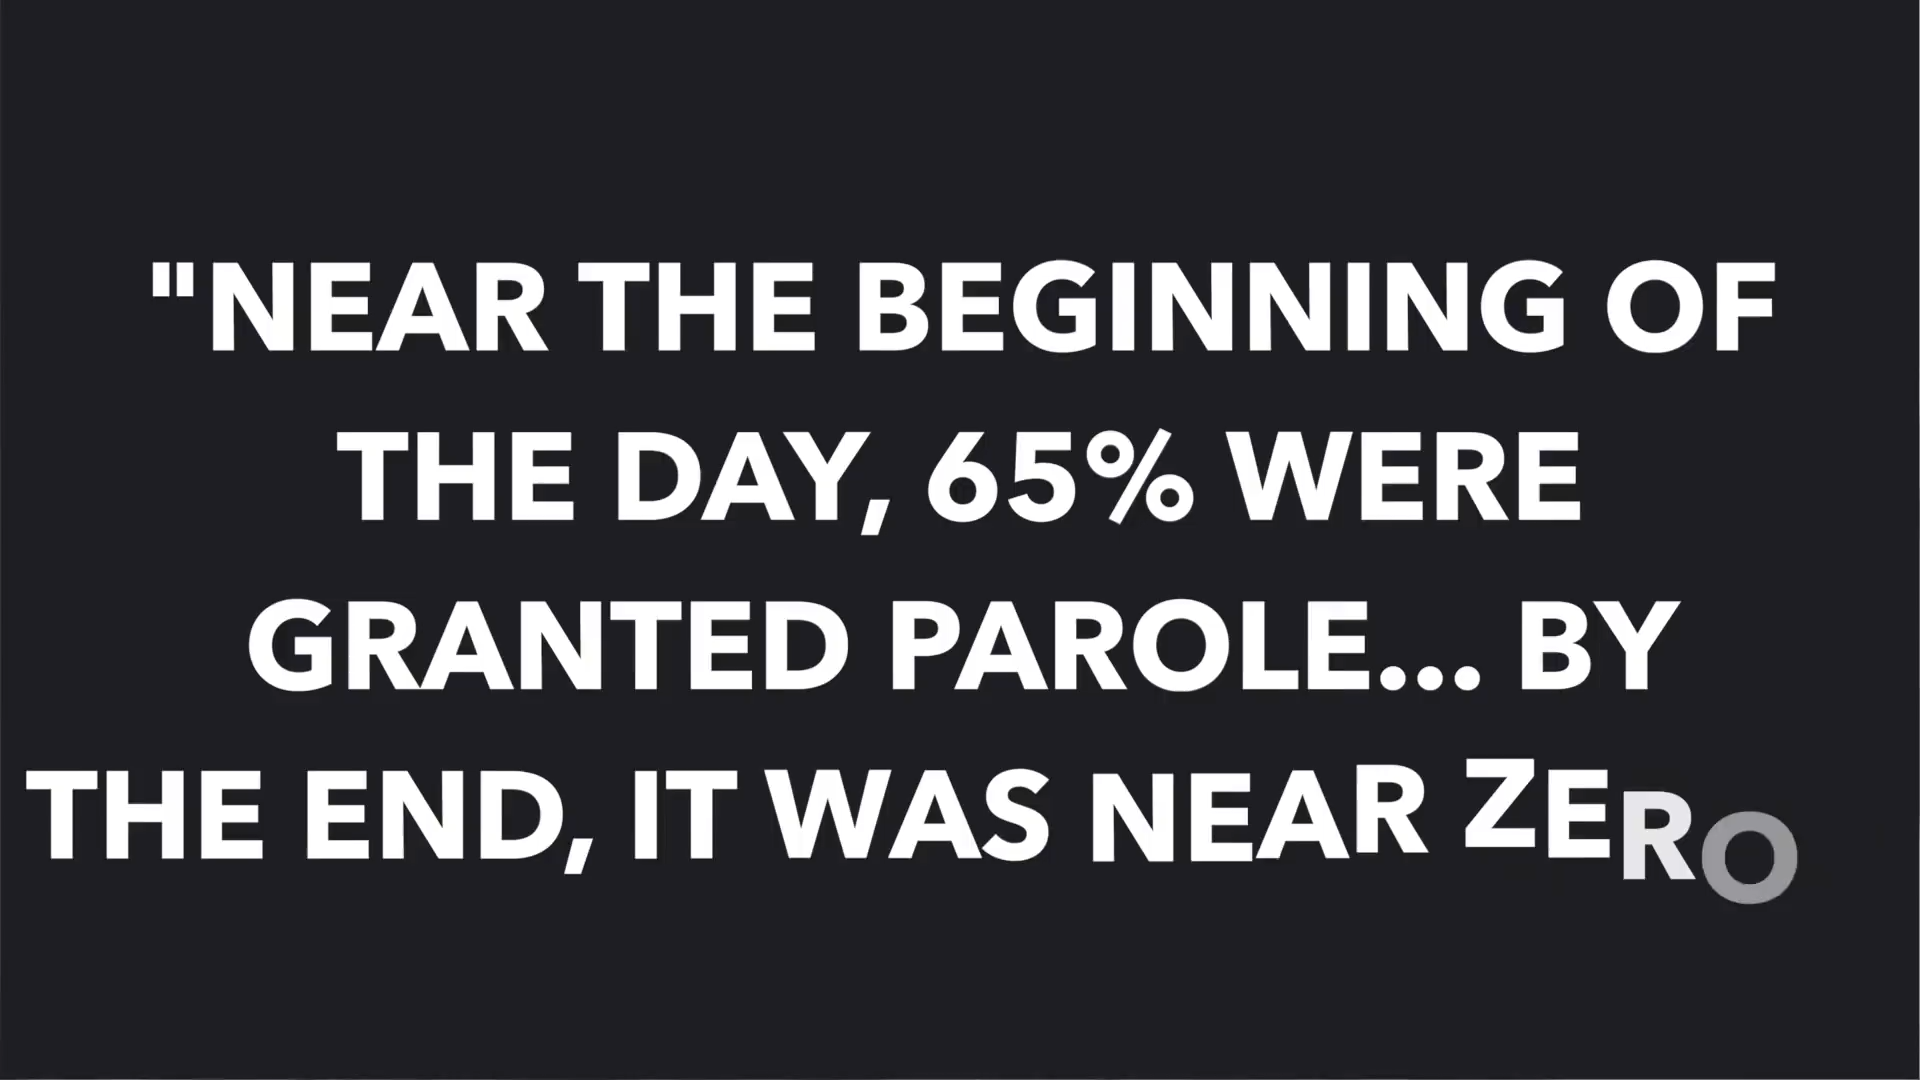 "NEAR THE BEGINNING OF
THE DAY, 65% WERE
GRANTED PAROLE... BY
THE END, IT WAS NEAR ZERO